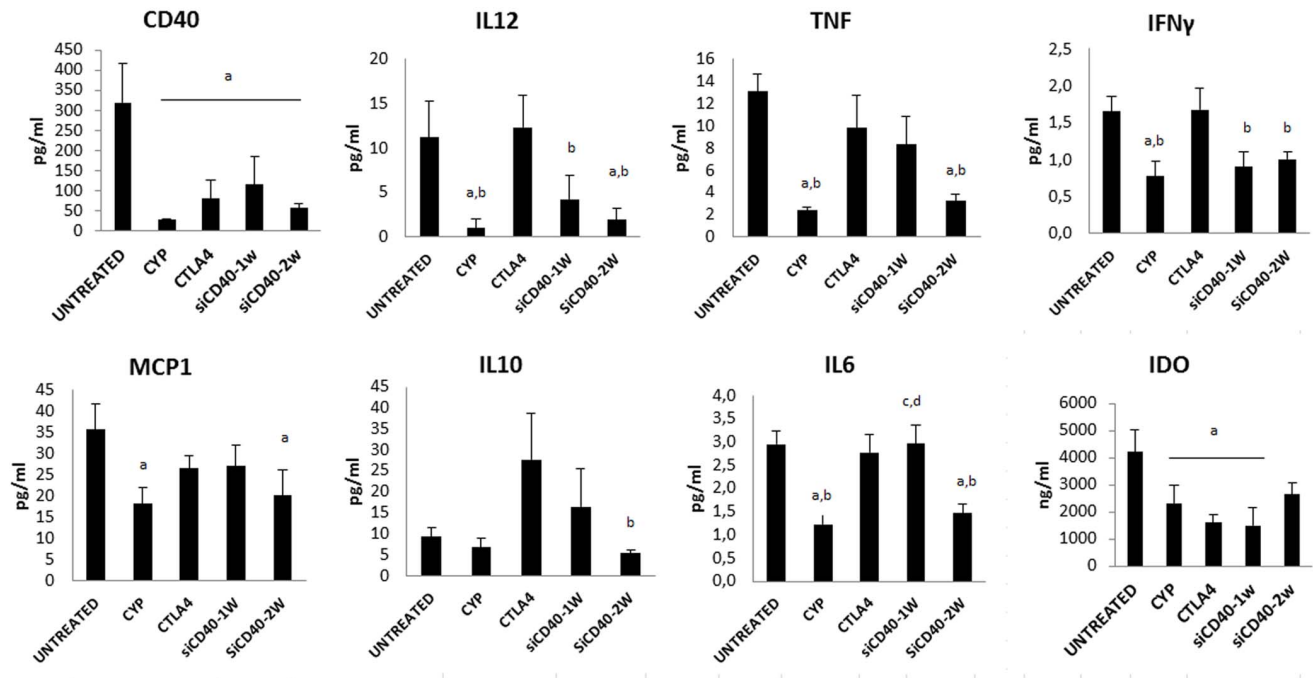 CD40
450
400
350
300
250
200
150
100
50
0
pg/ml
a
UNTREATED
CYP
CTLA4
siCD40-1w
siCD40-2w
IL12
20
15
10
5
0
pg/ml
a,b
b
a,b
UNTREATED
CYP
CTLA4
siCD40-1W
SiCD40-2W
TNF
16
14
12
10
8
6
4
2
0
pg/ml
a,b
a,b
UNTREATED
CYP
CTLA4
siCD40-1W
SiCD40-2W
IFNγ
2,5
2,0
1,5
1,0
0,5
0,0
pg/ml
a,b
b
b
UNTREATED
CYP
CTLA4
siCD40-1W
SiCD40-2W
MCP1
45
40
35
30
25
20
15
10
5
0
pg/ml
a
a
UNTREATED
CYP
CTLA4
siCD40-1W
SiCD40-2W
IL10
45
40
35
30
25
20
15
10
5
0
pg/ml
b
UNTREATED
CYP
CTLA4
siCD40-1W
SiCD40-2W
IL6
4,0
3,5
3,0
2,5
2,0
1,5
1,0
0,5
0,0
pg/ml
a,b
c,d
a,b
UNTREATED
CYP
CTLA4
siCD40-1W
SiCD40-2W
IDO
6000
5000
4000
3000
2000
1000
0
ng/ml
a
UNTREATED
CYP
CTLA4
siCD40-1w
siCD40-2w